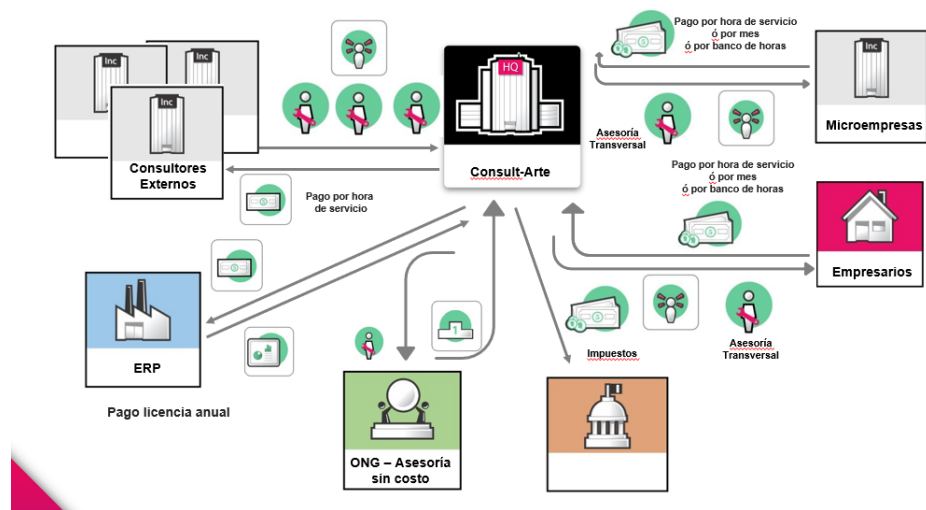 Pago por hora de servicio
ó por mes
ó por banco de horas
Inc
Inc
Inc
HQ
Inc
Consultores
Externos
Consult-Arte
Asesoría
Transversal
Microempresas
Pago por hora de servicio
ó por mes
ó por banco de horas
Pago por hora
de servicio
Empresarios
ERP
1
Impuestos
Asesoría
Transversal
Pago licencia anual
ONG – Asesoría
sin costo